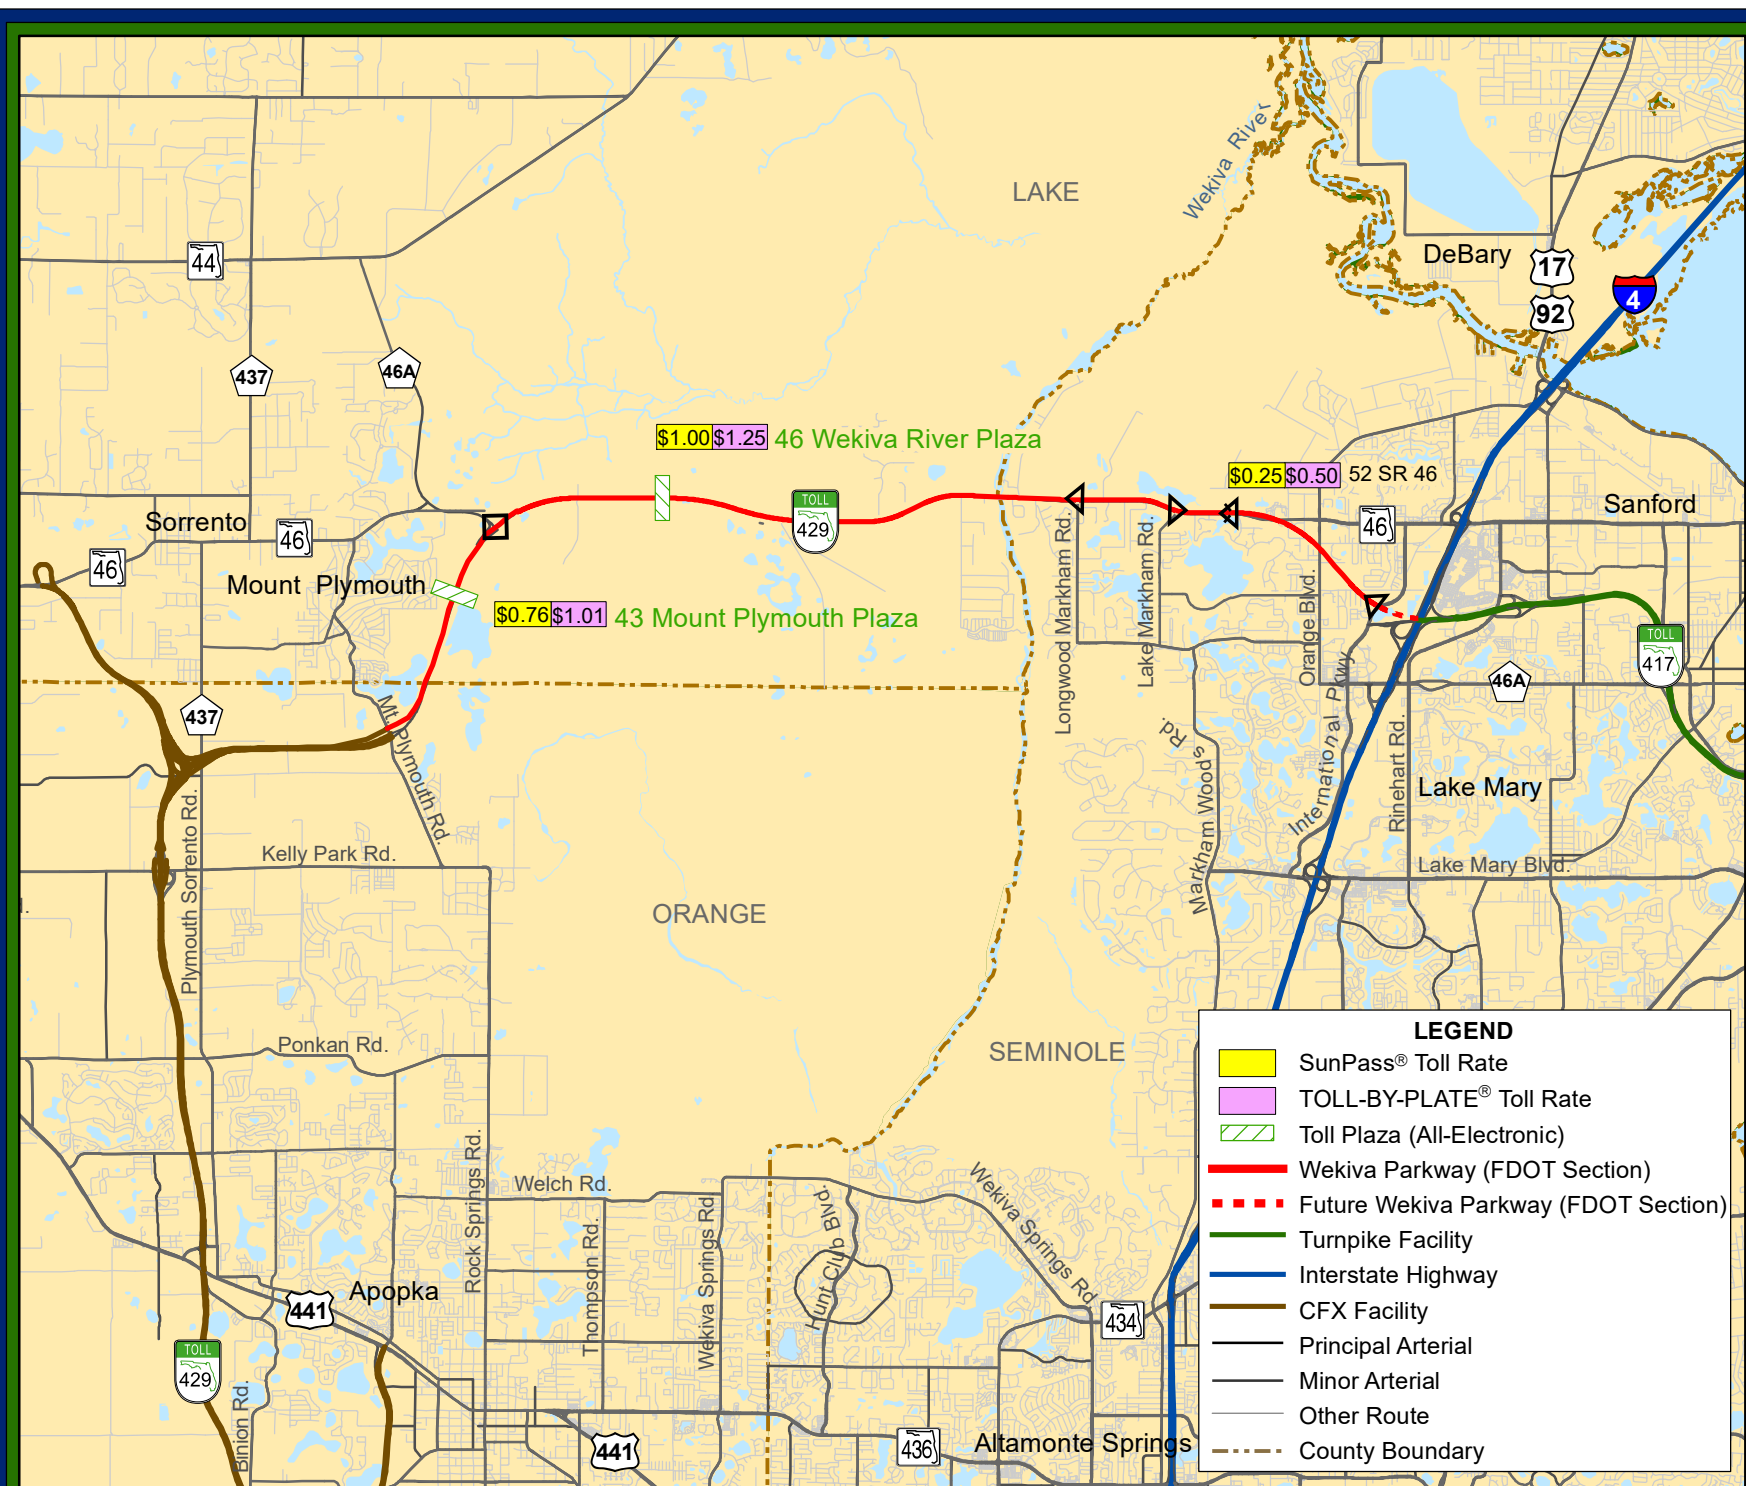 LAKE
Wekiva River
DeBary
17
92
4
44
437
46A
$1.00 $1.25 46 Wekiva River Plaza
$0.25 $0.50 52 SR 46
Sanford
TOLL
429
Sorrento
46
46
46
Mount Plymouth
$0.76 $1.01 43 Mount Plymouth Plaza
Longwood Markham Rd.
Lake Markham Rd.
Orange Blvd.
International Pkwy
TOLL
417
46A
437
Mt. Plymouth Rd.
Markham Wood's Rd.
Rinehart Rd.
Lake Mary
Plymouth Sorrento Rd.
Kelly Park Rd.
Lake Mary Blvd.
ORANGE
Ponkan Rd.
SEMINOLE
Rock Springs Rd.
Welch Rd.
Thompson Rd.
Wekiva Springs Rd.
Hunt Club Blvd.
Wekiva Springs Rd
Apopka
441
434
TOLL
429
Binion Rd.
441
436
Altamonte Springs
LEGEND
SunPass® Toll Rate
TOLL-BY-PLATE® Toll Rate
Toll Plaza (All-Electronic)
Wekiva Parkway (FDOT Section)
Future Wekiva Parkway (FDOT Section)
Turnpike Facility
Interstate Highway
CFX Facility
Principal Arterial
Minor Arterial
Other Route
County Boundary